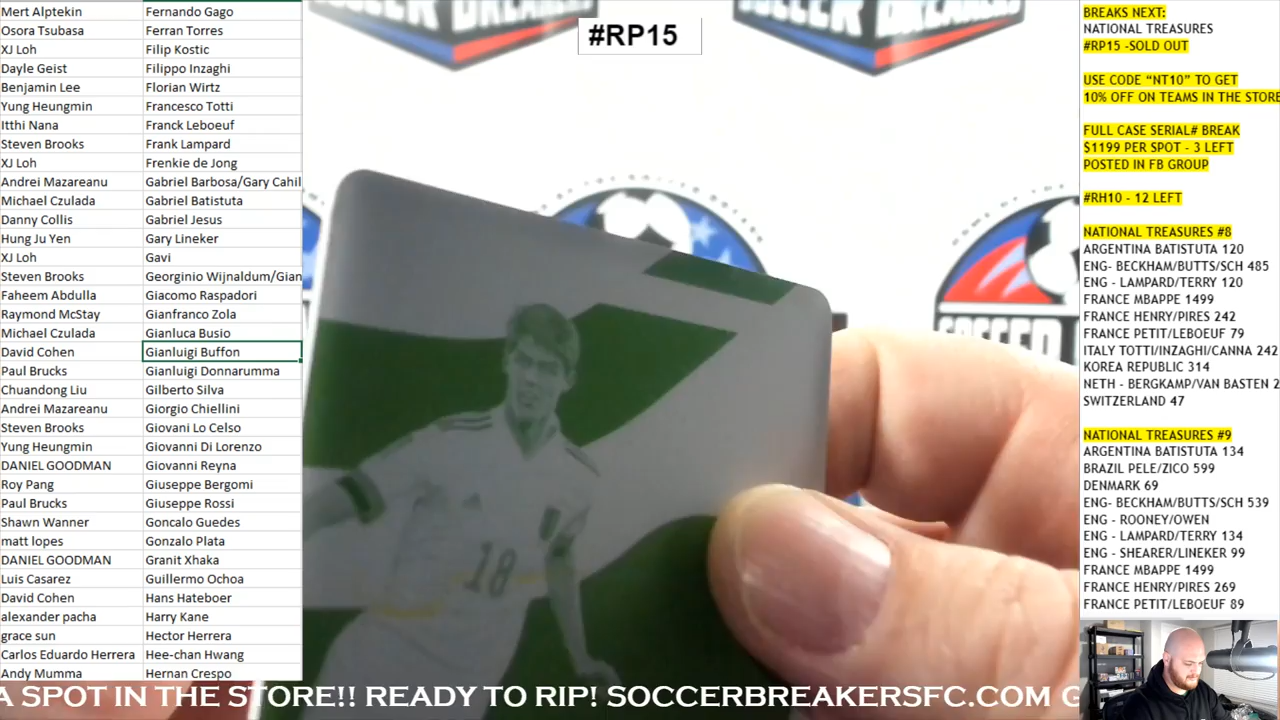 Mert Alptekin Fernando Gago
Osora Tsubasa Ferran Torres
XJ Loh Filip Kostic
Dayle Geist Filippo Inzaghi
Benjamin Lee Florian Wirtz
Yung Heungmin Francesco Totti
Itthi Nana Franck Leboeuf
Steven Brooks Frank Lampard
XJ Loh Frenkie de Jong
Andrei Mazareanu Gabriel Barbosa/Gary Cahil
Michael Czulada Gabriel Batistuta
Danny Collis Gabriel Jesus
Hung Ju Yen Gary Lineker
XJ Loh Gavi
Steven Brooks Georginio Wijnaldum/Gian
Faheem Abdulla Giacomo Raspadori
Raymond McStay Gianfranco Zola
Michael Czulada Gianluca Busio
David Cohen Gianluigi Buffon
Paul Brucks Gianluigi Donnarumma
Chuandong Liu Gilberto Silva
Andrei Mazareanu Giorgio Chiellini
Steven Brooks Giovani Lo Celso
Yung Heungmin Giovanni Di Lorenzo
DANIEL GOODMAN Giovanni Reyna
Roy Pang Giuseppe Bergomi
Paul Brucks Giuseppe Rossi
Shawn Wanner Goncalo Guedes
matt lopes Gonzalo Plata
DANIEL GOODMAN Granit Xhaka
Luis Casarez Guillermo Ochoa
David Cohen Hans Hateboer
alexander pacha Harry Kane
grace sun Hector Herrera
Carlos Eduardo Herrera Hee-chan Hwang
Andy Mumma Hernan Crespo
#RP15
SOCCER BREAKERS
18
SOCCER
BREAKS NEXT:
NATIONAL TREASURES
#RP15 -SOLD OUT
USE CODE “NT10” TO GET
10% OFF ON TEAMS IN THE STORE
FULL CASE SERIAL# BREAK
$1199 PER SPOT - 3 LEFT
POSTED IN FB GROUP
#RH10 - 12 LEFT
NATIONAL TREASURES #8
ARGENTINA BATISTUTA 120
ENG- BECKHAM/BUTTS/SCH 485
ENG - LAMPARD/TERRY 120
FRANCE MBAPPE 1499
FRANCE HENRY/PIRES 242
FRANCE PETIT/LEBOEUF 79
ITALY TOTTI/INZAGHI/CANNA 242
KOREA REPUBLIC 314
NETH - BERGKAMP/VAN BASTEN 2
SWITZERLAND 47
NATIONAL TREASURES #9
ARGENTINA BATISTUTA 134
BRAZIL PELE/ZICO 599
DENMARK 69
ENG- BECKHAM/BUTTS/SCH 539
ENG - ROONEY/OWEN
ENG - LAMPARD/TERRY 134
ENG - SHEARER/LINEKER 99
FRANCE MBAPPE 1499
FRANCE HENRY/PIRES 269
FRANCE PETIT/LEBOEUF 89
A SPOT IN THE STORE!! READY TO RIP! SOCCERBREAKERSFC.COM G